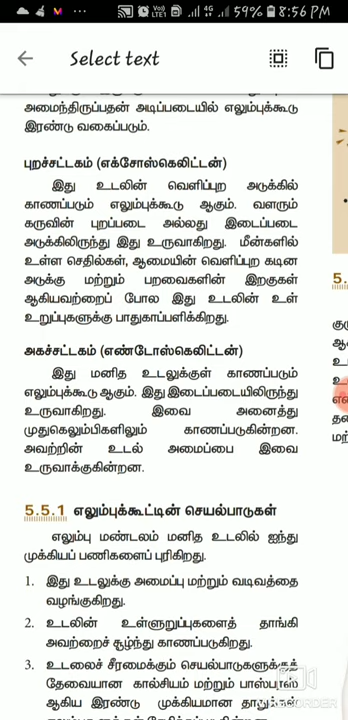 59% 8:56 PM
Select text
அமைந்திருப்பதன் அடிப்படையில் எலும்புக்கூடு
இரண்டு வகைப்படும்.
புறச்சட்டகம் (எக்சோஸ்கெலிட்டன்)
இது உடலின் வெளிப்புற அடுக்கில்
காணப்படும் எலும்புக்கூடு ஆகும். வளரும்
கருவின் புறப்படை அல்லது இடைப்படை
அடுக்கிலிருந்து இது உருவாகிறது. மீன்களில்
உள்ள செதில்கள், ஆமையின் வெளிப்புற கடின
அடுக்கு மற்றும் பறவைகளின் இறகுகள்
ஆகியவற்றைப் போல இது உடலின் உள்
உறுப்புகளுக்கு பாதுகாப்பளிக்கிறது.
அகச்சட்டகம் (எண்டோஸ்கெலிட்டன்)
இது மனித உடலுக்குள் காணப்படும்
எலும்புக்கூடு ஆகும். இது இடைப்படையிலிருந்து
உருவாகிறது. இவை அனைத்து
முதுகெலும்பிகளிலும் காணப்படுகின்றன.
அவற்றின் உடல் அமைப்பை இவை
உருவாக்குகின்றன.
5.5.1 எலும்புக்கூட்டின் செயல்பாடுகள்
எலும்பு மண்டலம் மனித உடலில் ஐந்து
முக்கியப் பணிகளைப் புரிகிறது.
1. இது உடலுக்கு அமைப்பு மற்றும் வடிவத்தை
வழங்குகிறது.
2. உடலின் உள்ளுறுப்புகளைத் தாங்கி
அவற்றைச் சூழ்ந்து காணப்படுகிறது.
3. உடலைச் சீரமைக்கும் செயல்பாடுகளுக்குத்
தேவையான கால்சியம் மற்றும் பாஸ்பரஸ்
ஆகிய இரண்டு முக்கியமான தாதுக்கள்